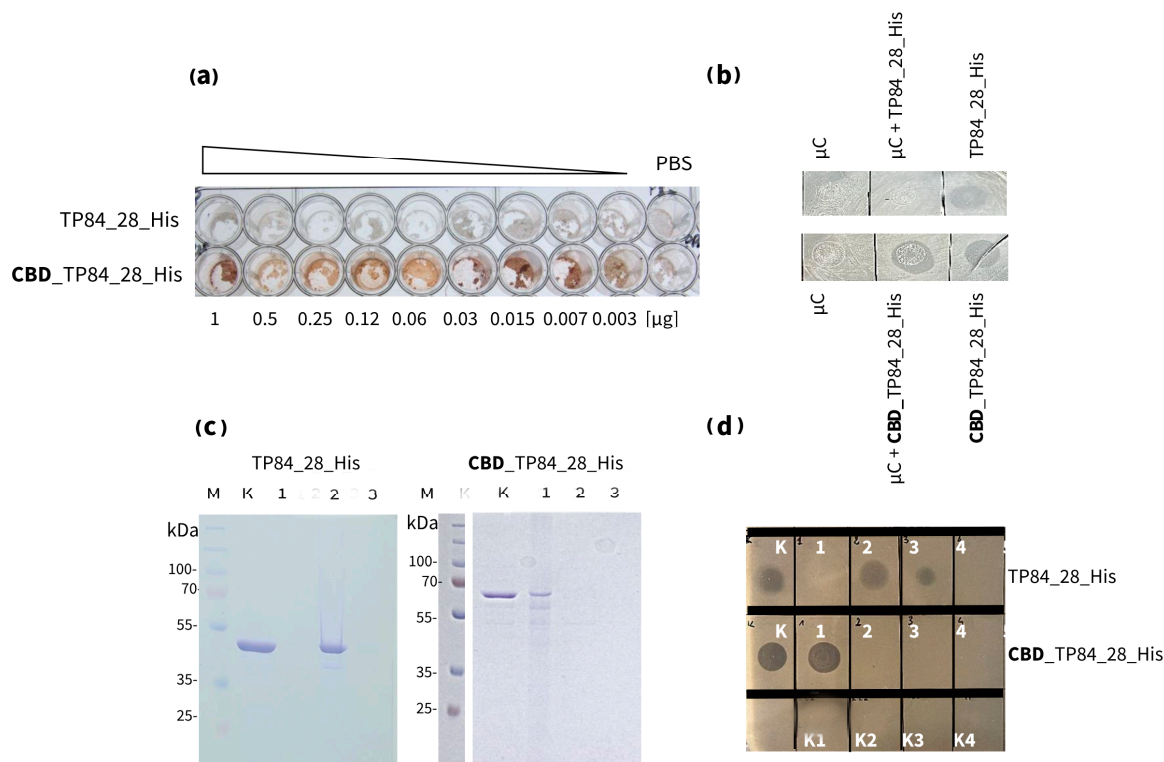 (a)
PBS
TP84_28_His
CBD_TP84_28_His
1 0.5 0.25 0.12 0.06 0.03 0.015 0.007 0.003 [µg]
(b)
µC
µC + TP84_28_His
TP84_28_His
µC
µC + CBD_TP84_28_His
CBD_TP84_28_His
(c)
TP84_28_His
M K 1 2 3
kDa
100-
70-
55-
35-
25-
CBD_TP84_28_His
M K K 1 2 3
kDa
100-
70-
55-
35-
25-
(d)
K 1 2 3 4
TP84_28_His
K 1 2 3 4
CBD_TP84_28_His
K1 K2 K3 K4